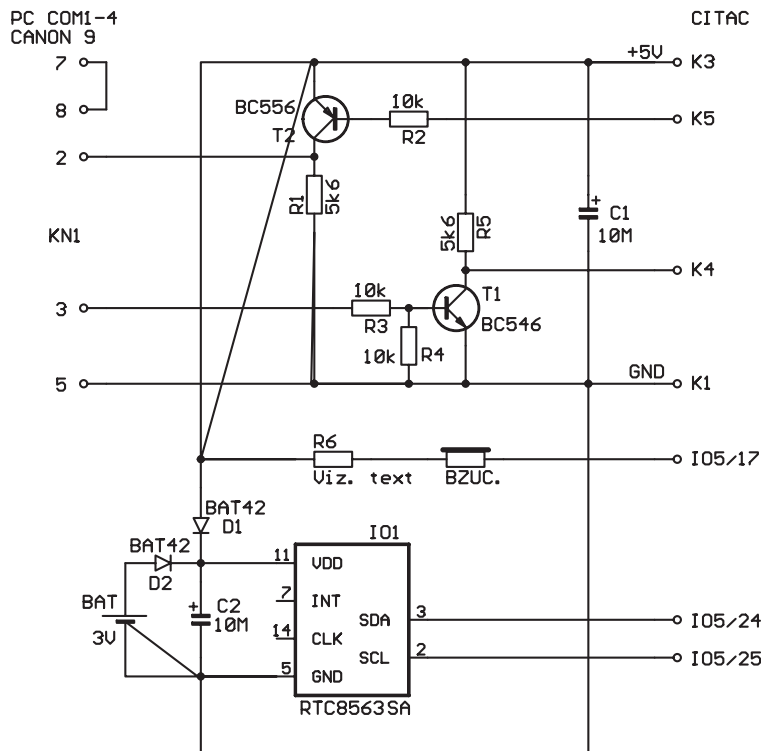 PC COM1-4
CANON 9
CITAC
7
+5V
K3
8
BC556
T2
10k
R2
K5
2
R1
5k6
KN1
5k6
R5
+
C1
10M
K4
3
10k
R3
T1
BC546
10k
R4
5
GND
K1
R6
Viz. text
BZUC.
IO5/17
BAT42
D1
BAT42
D2
IO1
11
VDD
BAT
3V
+
C2
10M
7
INT
SDA
3
IO5/24
14
CLK
SCL
2
IO5/25
5
GND
RTC8563SA